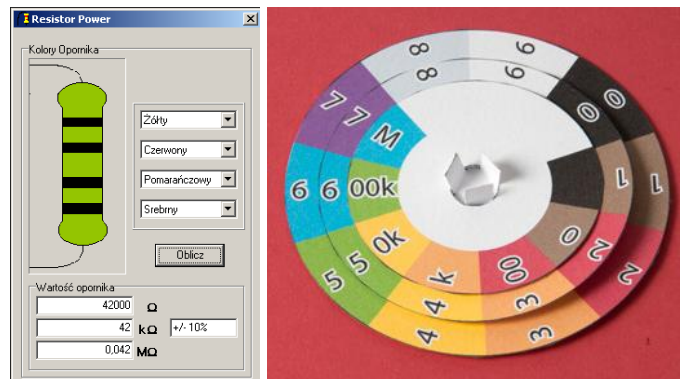 Resistor Power
Kolory Opornika
Żółty
Czerwony
Pomarańczowy
Srebrny
Oblicz
Wartość opornika
42000 Ω
42 kΩ +/- 10%
0,042 MΩ
8 9 0 1 2 3 4 5 6 7
8 9 0 1 2 3 4 5 6 7
M 00k 0k k 00 0